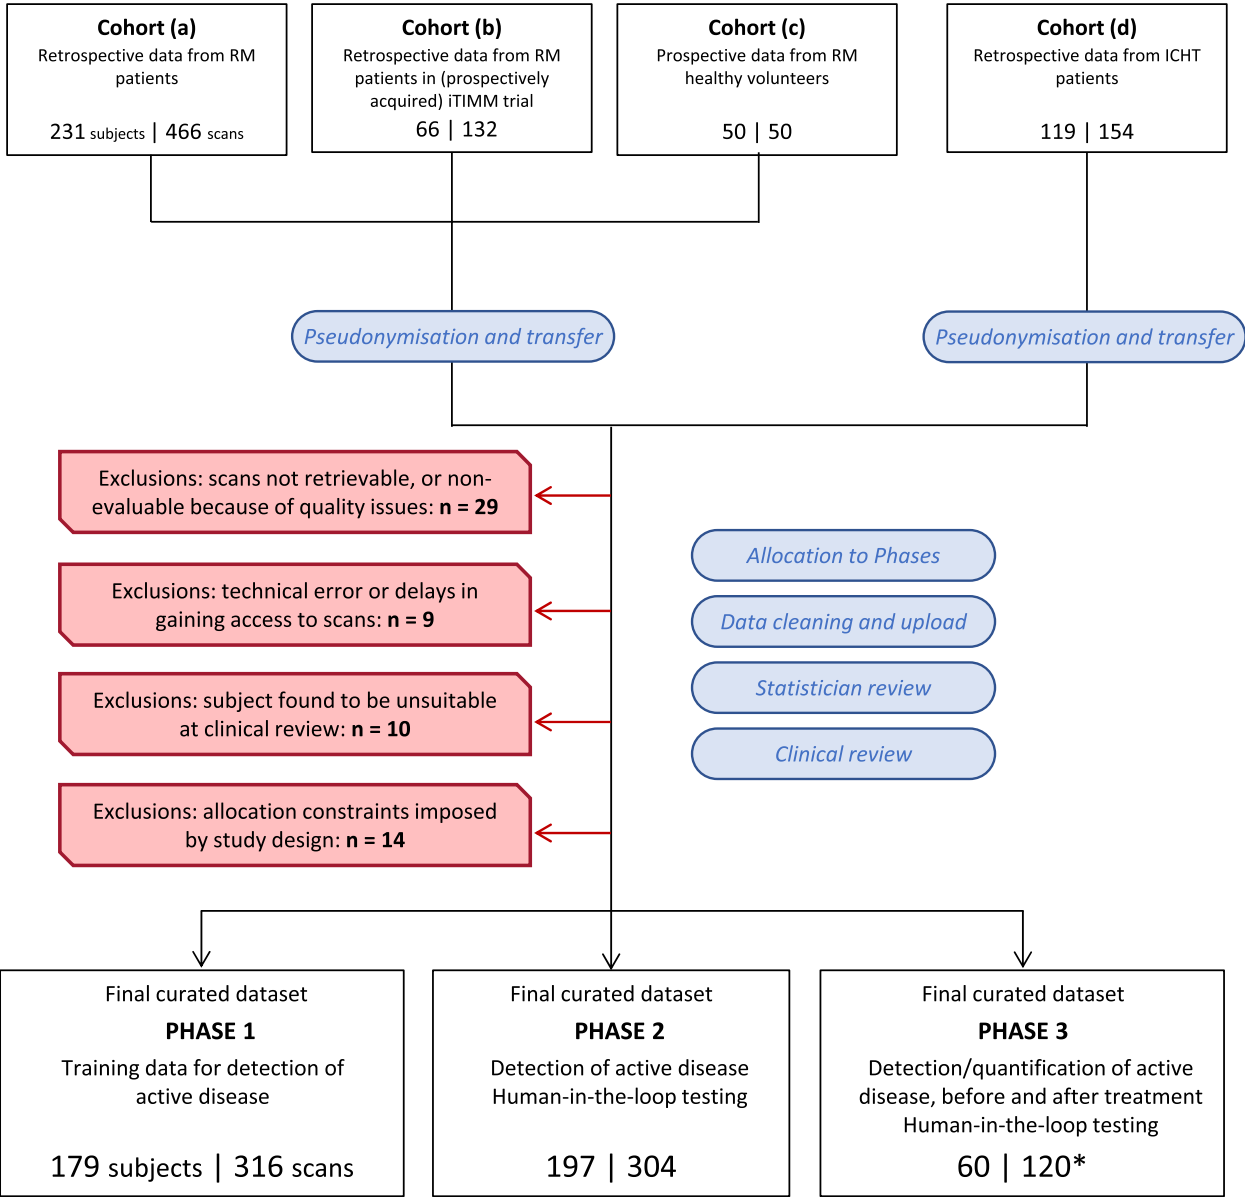 Cohort (a)
Retrospective data from RM
patients
231 subjects | 466 scans
Cohort (b)
Retrospective data from RM
patients in (prospectively
acquired) iTIMM trial
66 | 132
Cohort (c)
Prospective data from RM
healthy volunteers
50 | 50
Cohort (d)
Retrospective data from ICHT
patients
119 | 154
Pseudonymisation and transfer
Pseudonymisation and transfer
Exclusions: scans not retrievable, or non-
evaluable because of quality issues: n = 29
Exclusions: technical error or delays in
gaining access to scans: n = 9
Exclusions: subject found to be unsuitable
at clinical review: n = 10
Exclusions: allocation constraints imposed
by study design: n = 14
Allocation to Phases
Data cleaning and upload
Statistician review
Clinical review
Final curated dataset
PHASE 1
Training data for detection of
active disease
179 subjects | 316 scans
Final curated dataset
PHASE 2
Detection of active disease
Human-in-the-loop testing
197 | 304
Final curated dataset
PHASE 3
Detection/quantification of active
disease, before and after treatment
Human-in-the-loop testing
60 | 120*